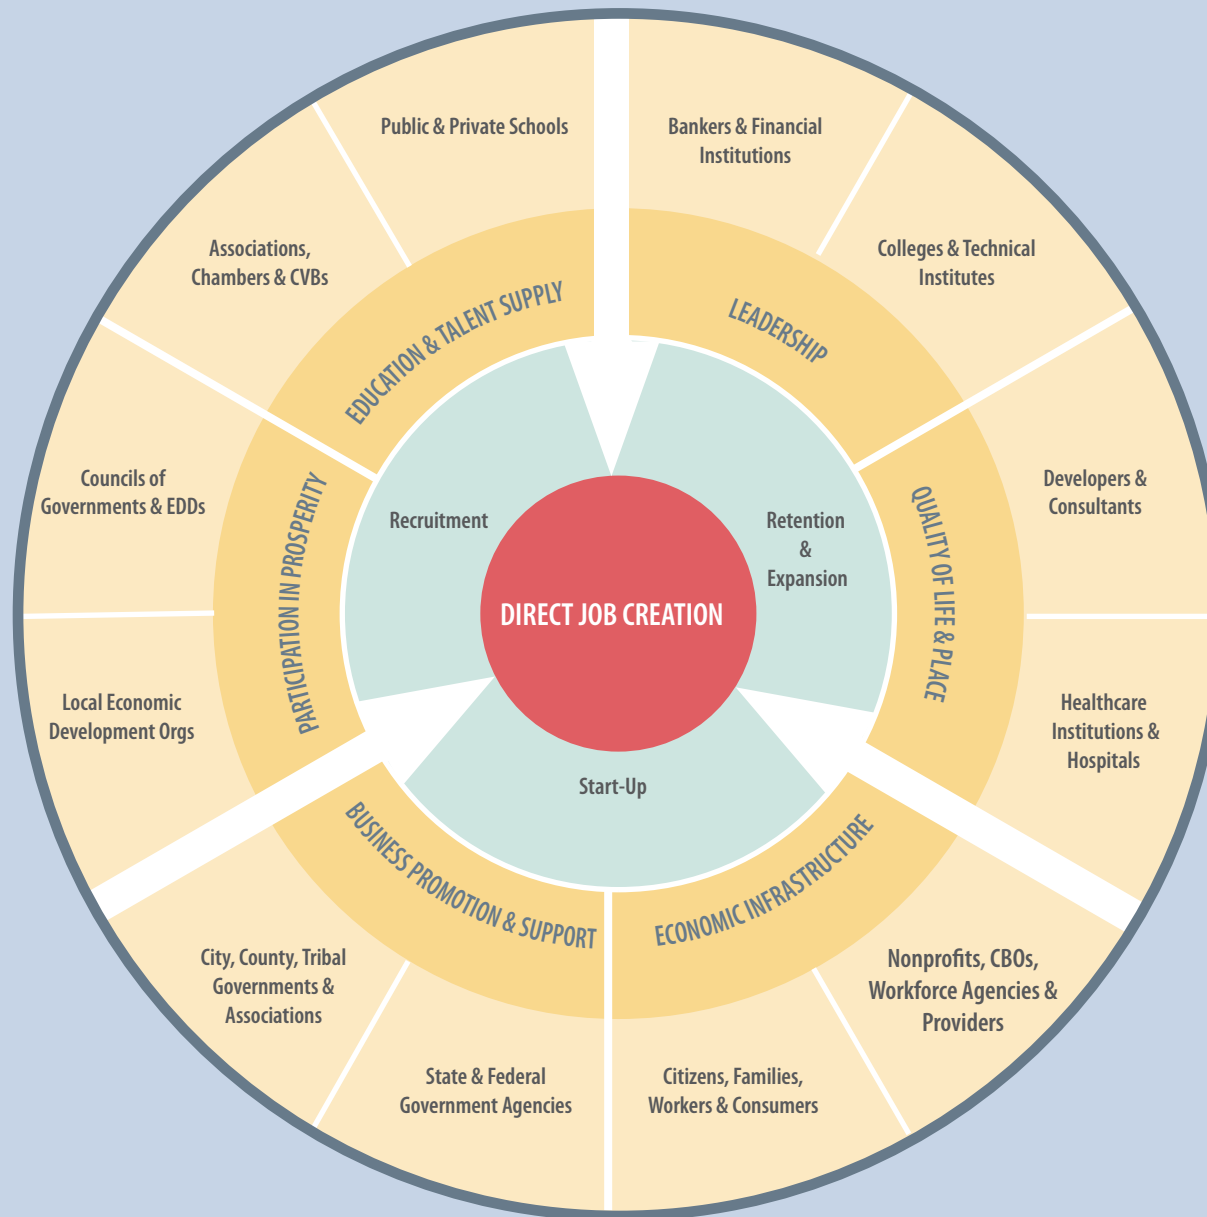 Public & Private Schools
Bankers & Financial
Institutions
Associations,
Chambers & CVBs
Colleges & Technical
Institutes
EDUCATION & TALENT SUPPLY
LEADERSHIP
Councils of
Governments & EDDs
PARTICIPATION IN PROSPERITY
Recruitment
Retention
&
Expansion
QUALITY OF LIFE & PLACE
Developers &
Consultants
DIRECT JOB CREATION
Local Economic
Development Orgs
Healthcare
Institutions &
Hospitals
Start-Up
BUSINESS PROMOTION & SUPPORT
ECONOMIC INFRASTRUCTURE
City, County, Tribal
Governments &
Associations
Nonprofits, CBOs,
Workforce Agencies &
Providers
State & Federal
Government Agencies
Citizens, Families,
Workers & Consumers